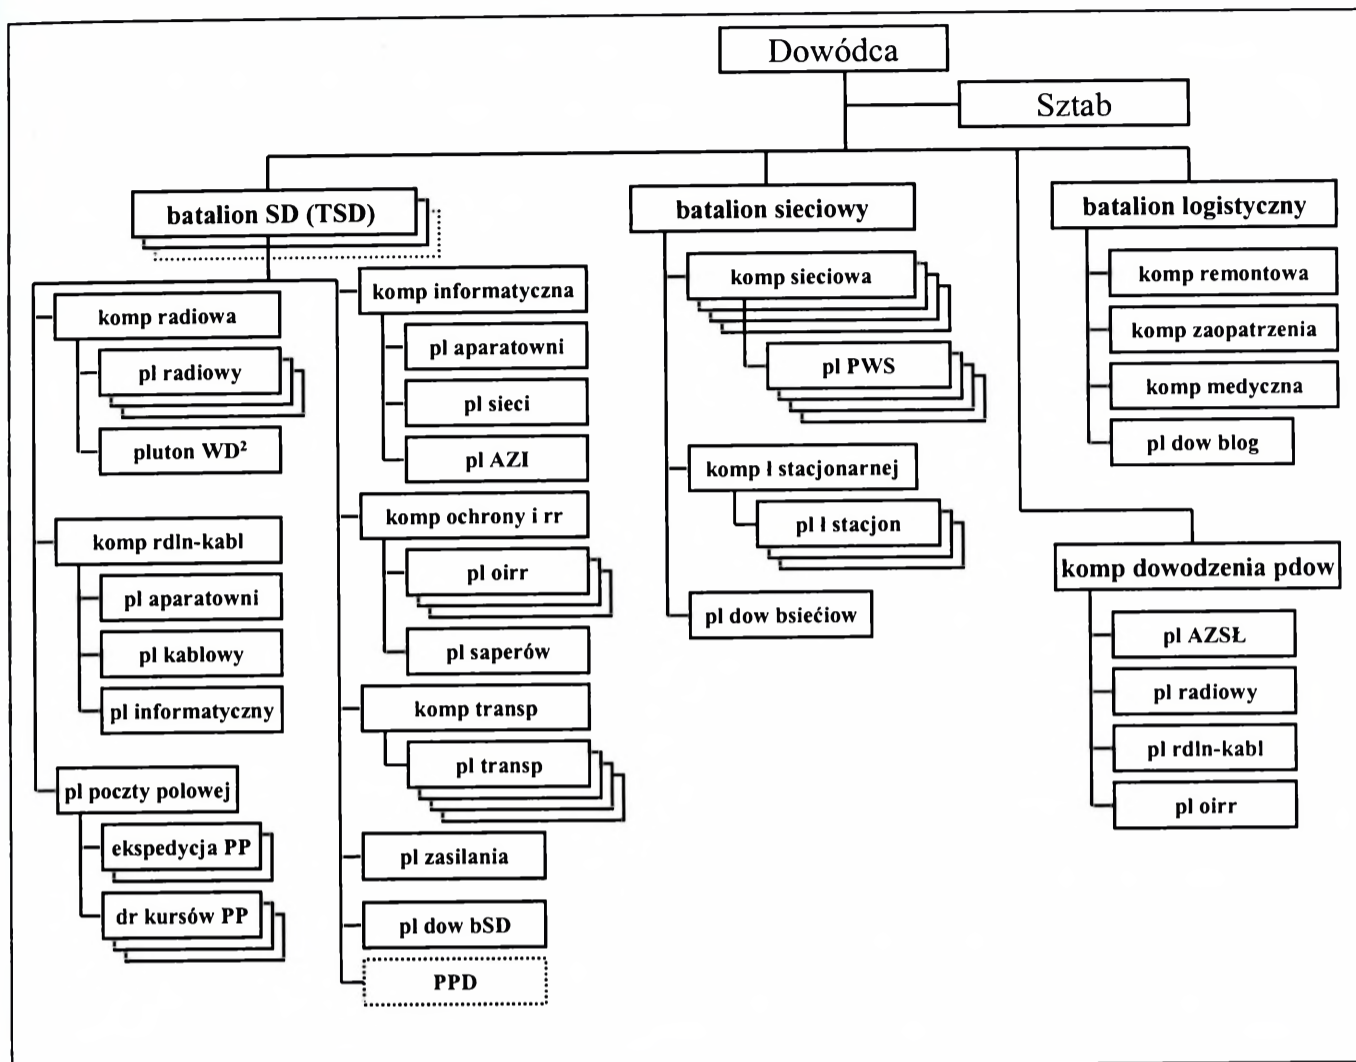 Dowódca
Sztab
batalion SD (TSD)
komp radiowa
pl radiowy
pluton WD²
komp rdln-kabl
pl aparatowni
pl kablowy
pl informatyczny
pl poczty polowej
ekspedycja PP
dr kursów PP
komp informatyczna
pl aparatowni
pl sieci
pl AZI
komp ochrony i rr
pl oirr
pl saperów
komp transp
pl transp
pl zasilania
pl dow bSD
PPD
batalion sieciowy
komp sieciowa
pl PWS
komp ł stacjonarnej
pl ł stacjon
pl dow bsiećiow
batalion logistyczny
komp remontowa
komp zaopatrzenia
komp medyczna
pl dow blog
komp dowodzenia pdow
pl AZSŁ
pl radiowy
pl rdln-kabl
pl oirr